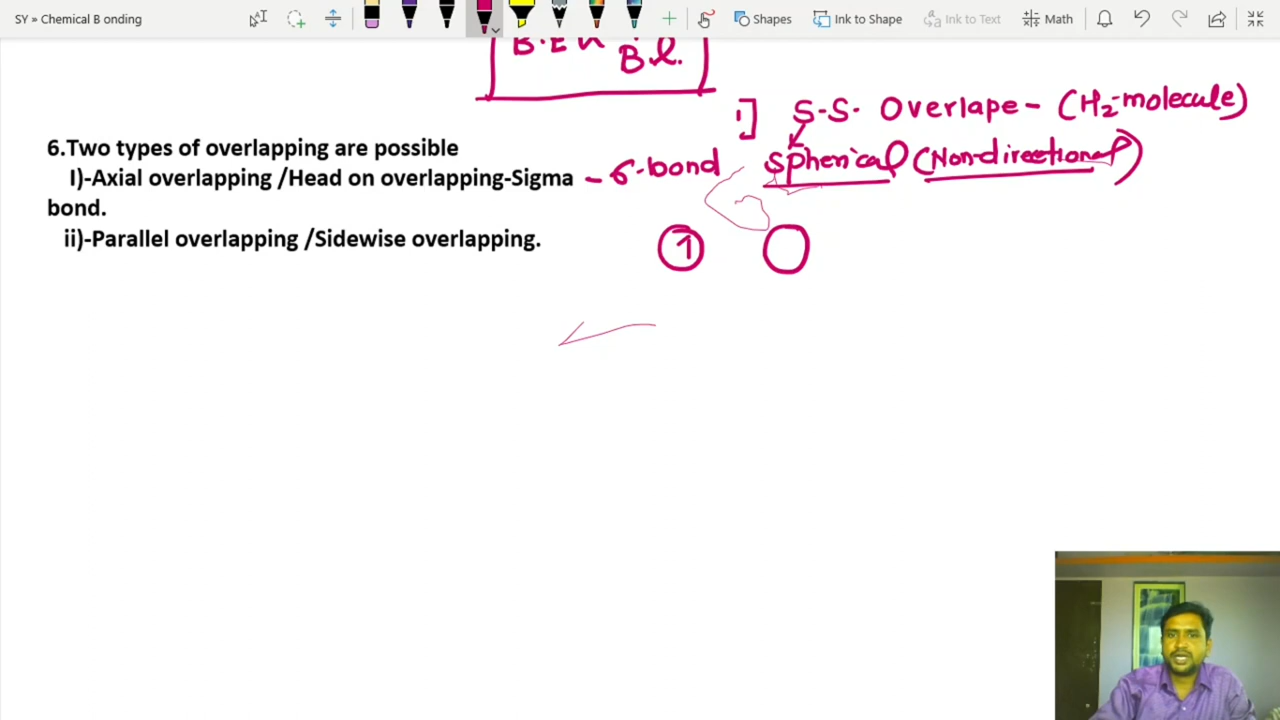 SY » Chemical B onding
Shapes
Ink to Shape
Ink to Text
Math
B.E
B.l.
i] S-S. Overlape - (H2-molecule)
6.Two types of overlapping are possible
I)-Axial overlapping /Head on overlapping-Sigma
bond.
- σ-bond
spherical (Non-directional)
ii)-Parallel overlapping /Sidewise overlapping.
1